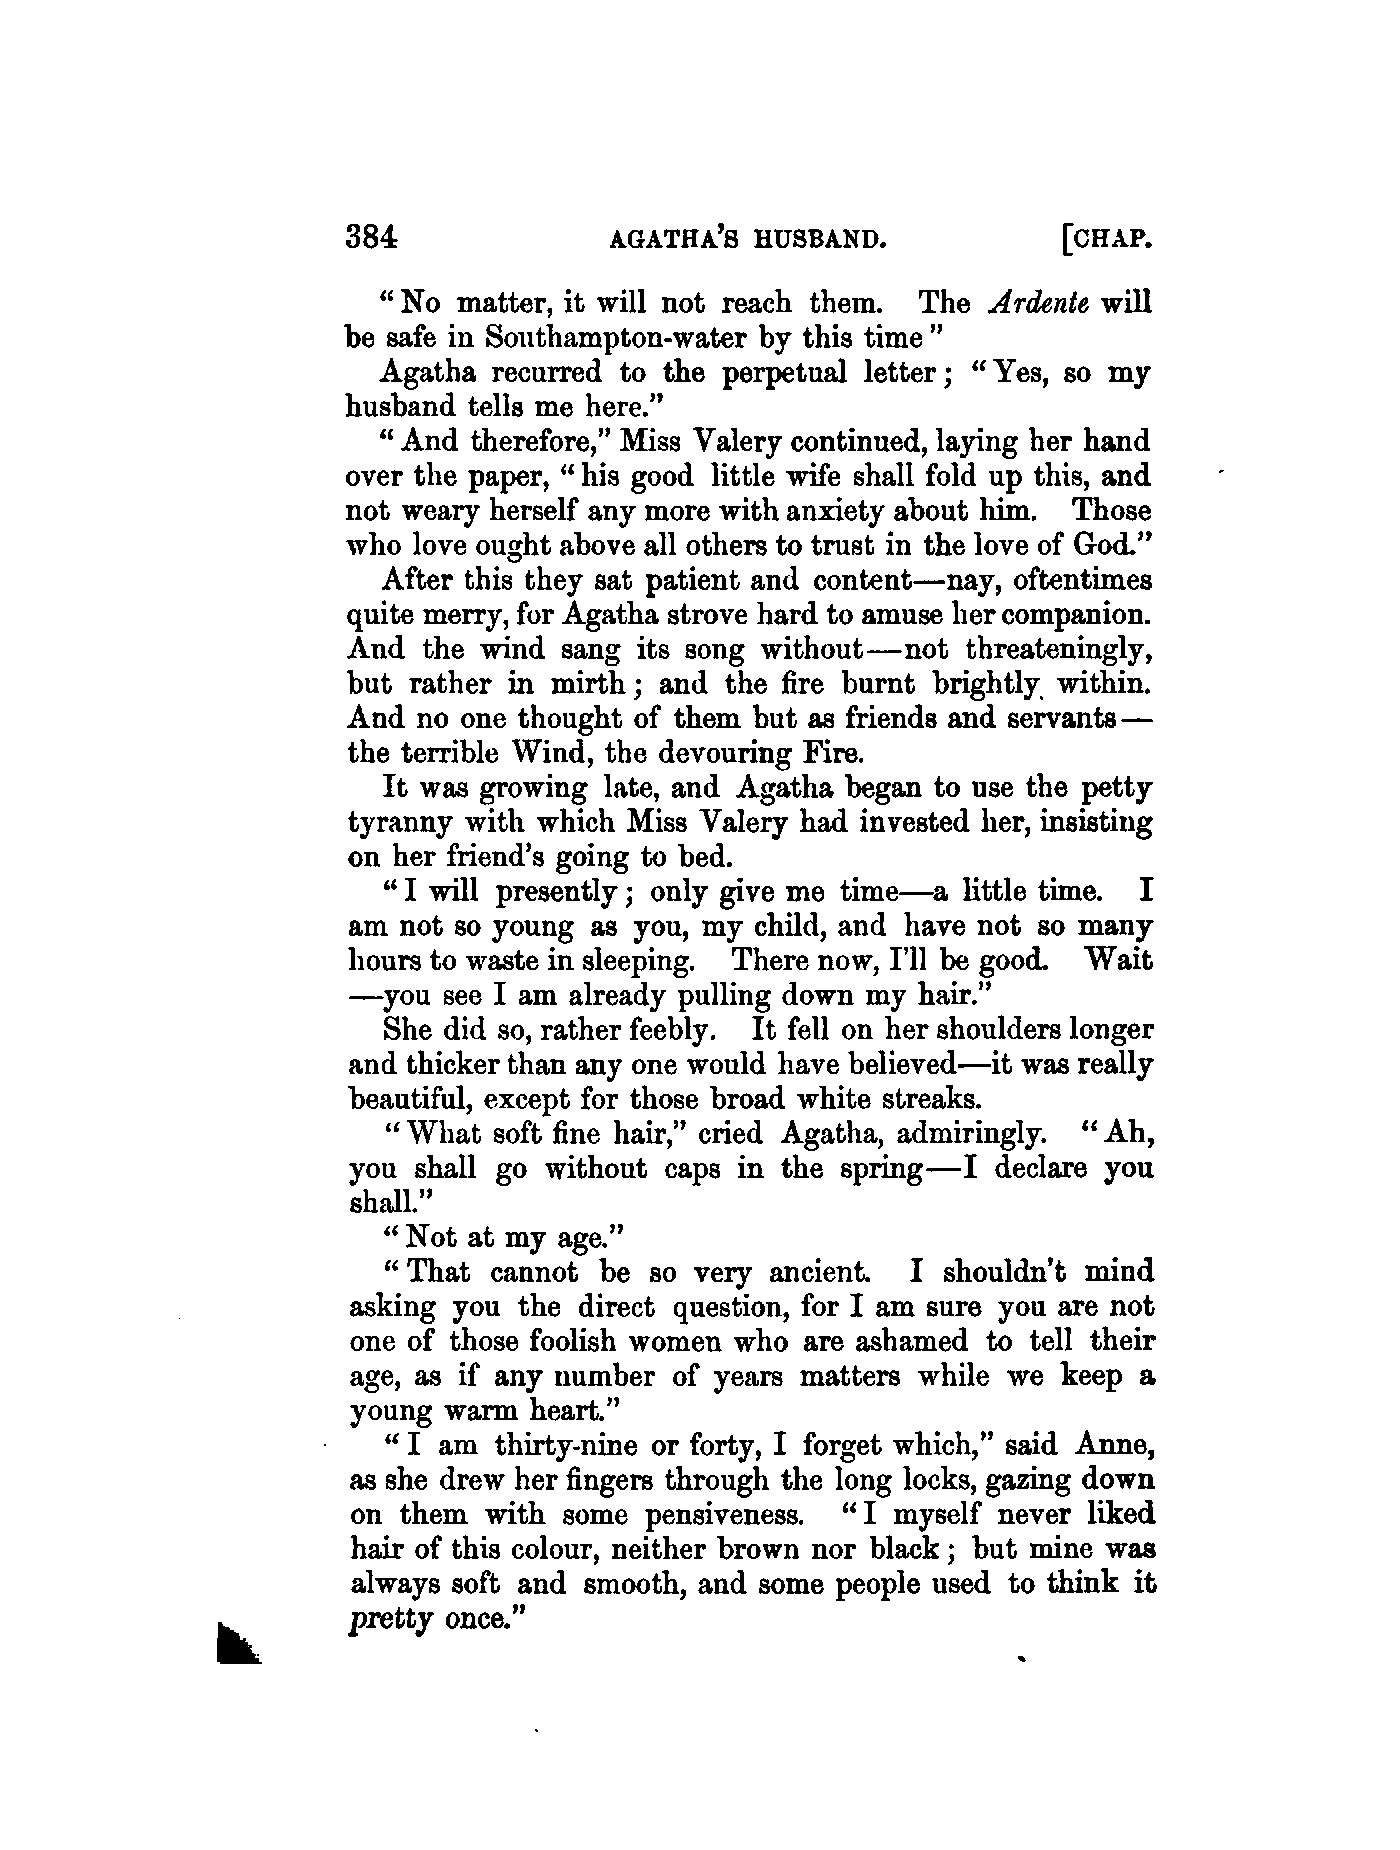 384 AGATHA'S HUSBAND. [CHAP.
“No matter, it will not reach them. The Ardente will
be safe in Southampton-water by this time”
Agatha recurred to the perpetual letter; “Yes, so my
husband tells me here.”
“And therefore,” Miss Valery continued, laying her hand
over the paper, “his good little wife shall fold up this, and
not weary herself any more with anxiety about him. Those
who love ought above all others to trust in the love of God.”
After this they sat patient and content—nay, oftentimes
quite merry, for Agatha strove hard to amuse her companion.
And the wind sang its song without—not threateningly,
but rather in mirth; and the fire burnt brightly within.
And no one thought of them but as friends and servants—
the terrible Wind, the devouring Fire.
It was growing late, and Agatha began to use the petty
tyranny with which Miss Valery had invested her, insisting
on her friend's going to bed.
“I will presently; only give me time—a little time. I
am not so young as you, my child, and have not so many
hours to waste in sleeping. There now, I'll be good. Wait
—you see I am already pulling down my hair.”
She did so, rather feebly. It fell on her shoulders longer
and thicker than any one would have believed—it was really
beautiful, except for those broad white streaks.
“What soft fine hair,” cried Agatha, admiringly. “Ah,
you shall go without caps in the spring—I declare you
shall.”
“Not at my age.”
“That cannot be so very ancient. I shouldn't mind
asking you the direct question, for I am sure you are not
one of those foolish women who are ashamed to tell their
age, as if any number of years matters while we keep a
young warm heart.”
“I am thirty-nine or forty, I forget which,” said Anne,
as she drew her fingers through the long locks, gazing down
on them with some pensiveness. “I myself never liked
hair of this colour, neither brown nor black; but mine was
always soft and smooth, and some people used to think it
pretty once.”